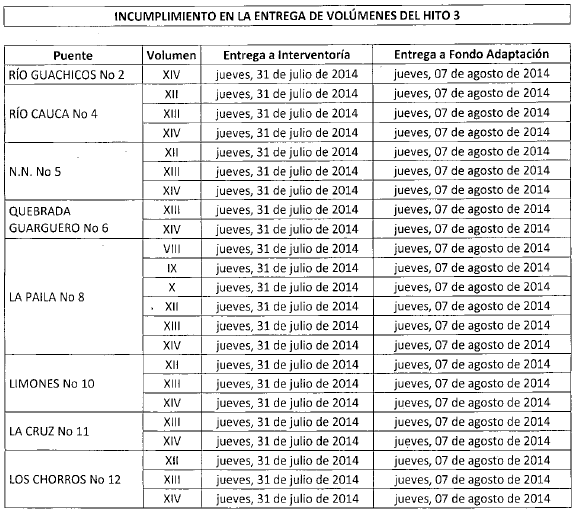 INCUMPLIMIENTO EN LA ENTREGA DE VOLÚMENES DEL HITO 3
Puente Volumen Entrega a Interventoría Entrega a Fondo Adaptación
RÍO GUACHICOS No 2 XIV jueves, 31 de julio de 2014 jueves, 07 de agosto de 2014
RÍO CAUCA No 4 XII jueves, 31 de julio de 2014 jueves, 07 de agosto de 2014
XIII jueves, 31 de julio de 2014 jueves, 07 de agosto de 2014
XIV jueves, 31 de julio de 2014 jueves, 07 de agosto de 2014
N.N. No 5 XII jueves, 31 de julio de 2014 jueves, 07 de agosto de 2014
XIII jueves, 31 de julio de 2014 jueves, 07 de agosto de 2014
XIV jueves, 31 de julio de 2014 jueves, 07 de agosto de 2014
QUEBRADA XIII jueves, 31 de julio de 2014 jueves, 07 de agosto de 2014
GUARGUERO No 6 XIV jueves, 31 de julio de 2014 jueves, 07 de agosto de 2014
LA PAILA No 8 VIII jueves, 31 de julio de 2014 jueves, 07 de agosto de 2014
IX jueves, 31 de julio de 2014 jueves, 07 de agosto de 2014
X jueves, 31 de julio de 2014 jueves, 07 de agosto de 2014
XII jueves, 31 de julio de 2014 jueves, 07 de agosto de 2014
XIII jueves, 31 de julio de 2014 jueves, 07 de agosto de 2014
XIV jueves, 31 de julio de 2014 jueves, 07 de agosto de 2014
LIMONES No 10 XII jueves, 31 de julio de 2014 jueves, 07 de agosto de 2014
XIII jueves, 31 de julio de 2014 jueves, 07 de agosto de 2014
XIV jueves, 31 de julio de 2014 jueves, 07 de agosto de 2014
LA CRUZ No 11 XIII jueves, 31 de julio de 2014 jueves, 07 de agosto de 2014
XIV jueves, 31 de julio de 2014 jueves, 07 de agosto de 2014
LOS CHORROS No 12 XII jueves, 31 de julio de 2014 jueves, 07 de agosto de 2014
XIII jueves, 31 de julio de 2014 jueves, 07 de agosto de 2014
XIV jueves, 31 de julio de 2014 jueves, 07 de agosto de 2014